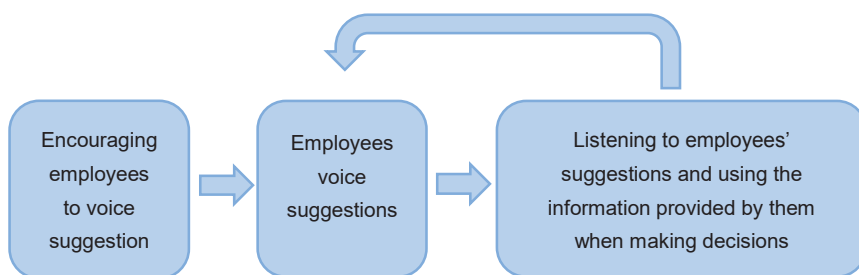 Encouraging
employees
to voice
suggestion
Employees
voice
suggestions
Listening to employees’
suggestions and using the
information provided by them
when making decisions